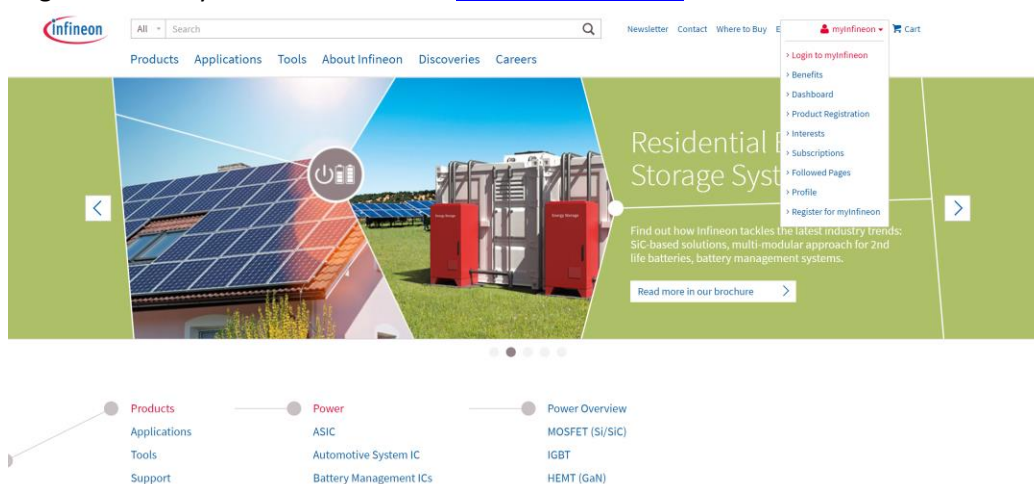 infineon
All
Search
Newsletter Contact Where to Buy E
myInfineon
Cart
Products Applications Tools About Infineon Discoveries Careers
> Login to myInfineon
> Benefits
> Dashboard
> Product Registration
> Interests
> Subscriptions
> Followed Pages
> Profile
> Register for myInfineon
Residential
Storage Syst
Find out how Infineon tackles the latest industry trends:
SiC-based solutions, multi-modular approach for 2nd
life batteries, battery management systems.
Read more in our brochure
Energy Storage
Energy Storage
Products Power Power Overview
Applications ASIC MOSFET (Si/SiC)
Tools Automotive System IC IGBT
Support Battery Management ICs HEMT (GaN)